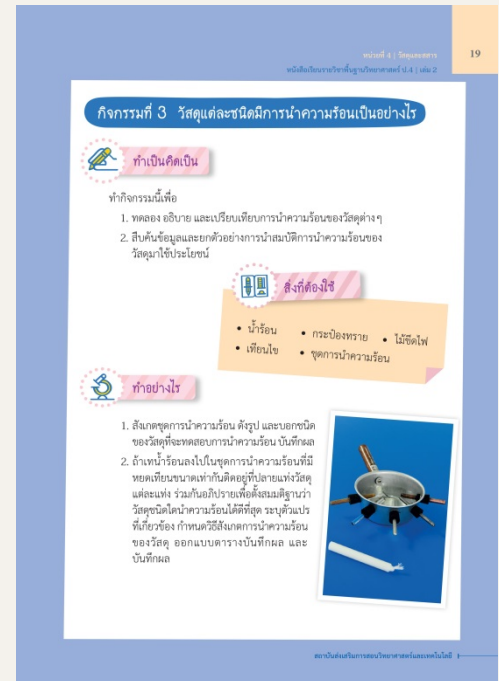 หน่วยที่ 4 | วัสดุและสสาร
19
หนังสือเรียนรายวิชาพื้นฐานวิทยาศาสตร์ ป.4 | เล่ม 2
กิจกรรมที่ 3 วัสดุแต่ละชนิดมีการนำความร้อนเป็นอย่างไร
ทำเป็นคิดเป็น
ทำกิจกรรมนี้เพื่อ
1. ทดลอง อธิบาย และเปรียบเทียบการนำความร้อนของวัสดุต่าง ๆ
2. สืบค้นข้อมูลและยกตัวอย่างการนำสมบัติการนำความร้อนของ
วัสดุมาใช้ประโยชน์
สิ่งที่ต้องใช้
• น้ำร้อน • กระป๋องทราย • ไม้ขีดไฟ
• เทียนไข • ชุดการนำความร้อน
ทำอย่างไร
1. สังเกตชุดการนำความร้อน ดังรูป และบอกชนิด
ของวัสดุที่จะทดสอบการนำความร้อน บันทึกผล
2. ถ้าเทน้ำร้อนลงไปในชุดการนำความร้อนที่มี
หยดเทียนขนาดเท่ากันติดอยู่ที่ปลายแท่งวัสดุ
แต่ละแท่ง ร่วมกันอภิปรายเพื่อตั้งสมมติฐานว่า
วัสดุชนิดใดนำความร้อนได้ดีที่สุด ระบุตัวแปร
ที่เกี่ยวข้อง กำหนดวิธีสังเกตการนำความร้อน
ของวัสดุ ออกแบบตารางบันทึกผล และ
บันทึกผล
สถาบันส่งเสริมการสอนวิทยาศาสตร์และเทคโนโลยี